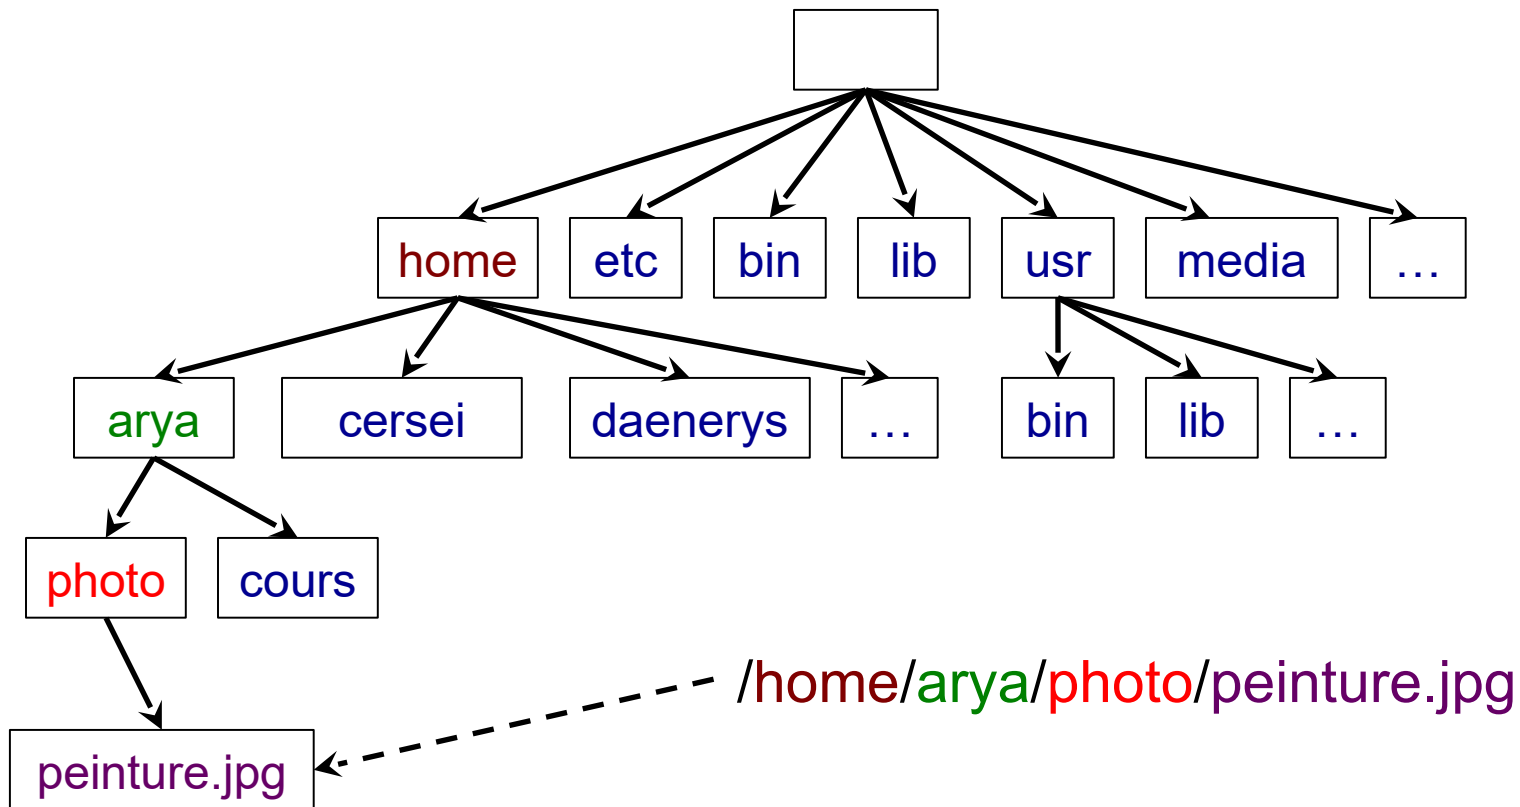 home etc bin lib usr media …
arya cersei daenerys … bin lib …
photo cours
/home/arya/photo/peinture.jpg
peinture.jpg